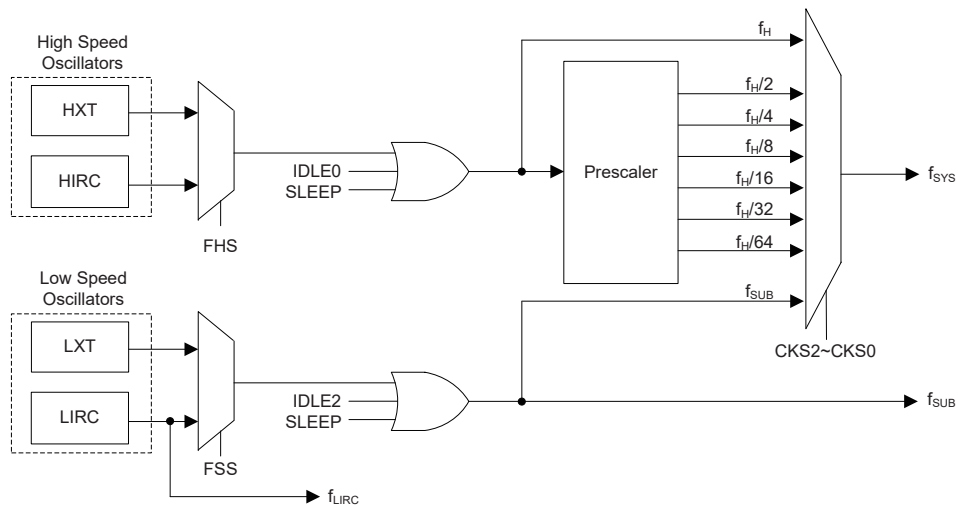 High Speed
Oscillators
HXT
HIRC
FHS
IDLE0
SLEEP
Prescaler
fH
fH/2
fH/4
fH/8
fH/16
fH/32
fH/64
fSUB
CKS2~CKS0
fSYS
Low Speed
Oscillators
LXT
LIRC
FSS
IDLE2
SLEEP
fSUB
fLIRC